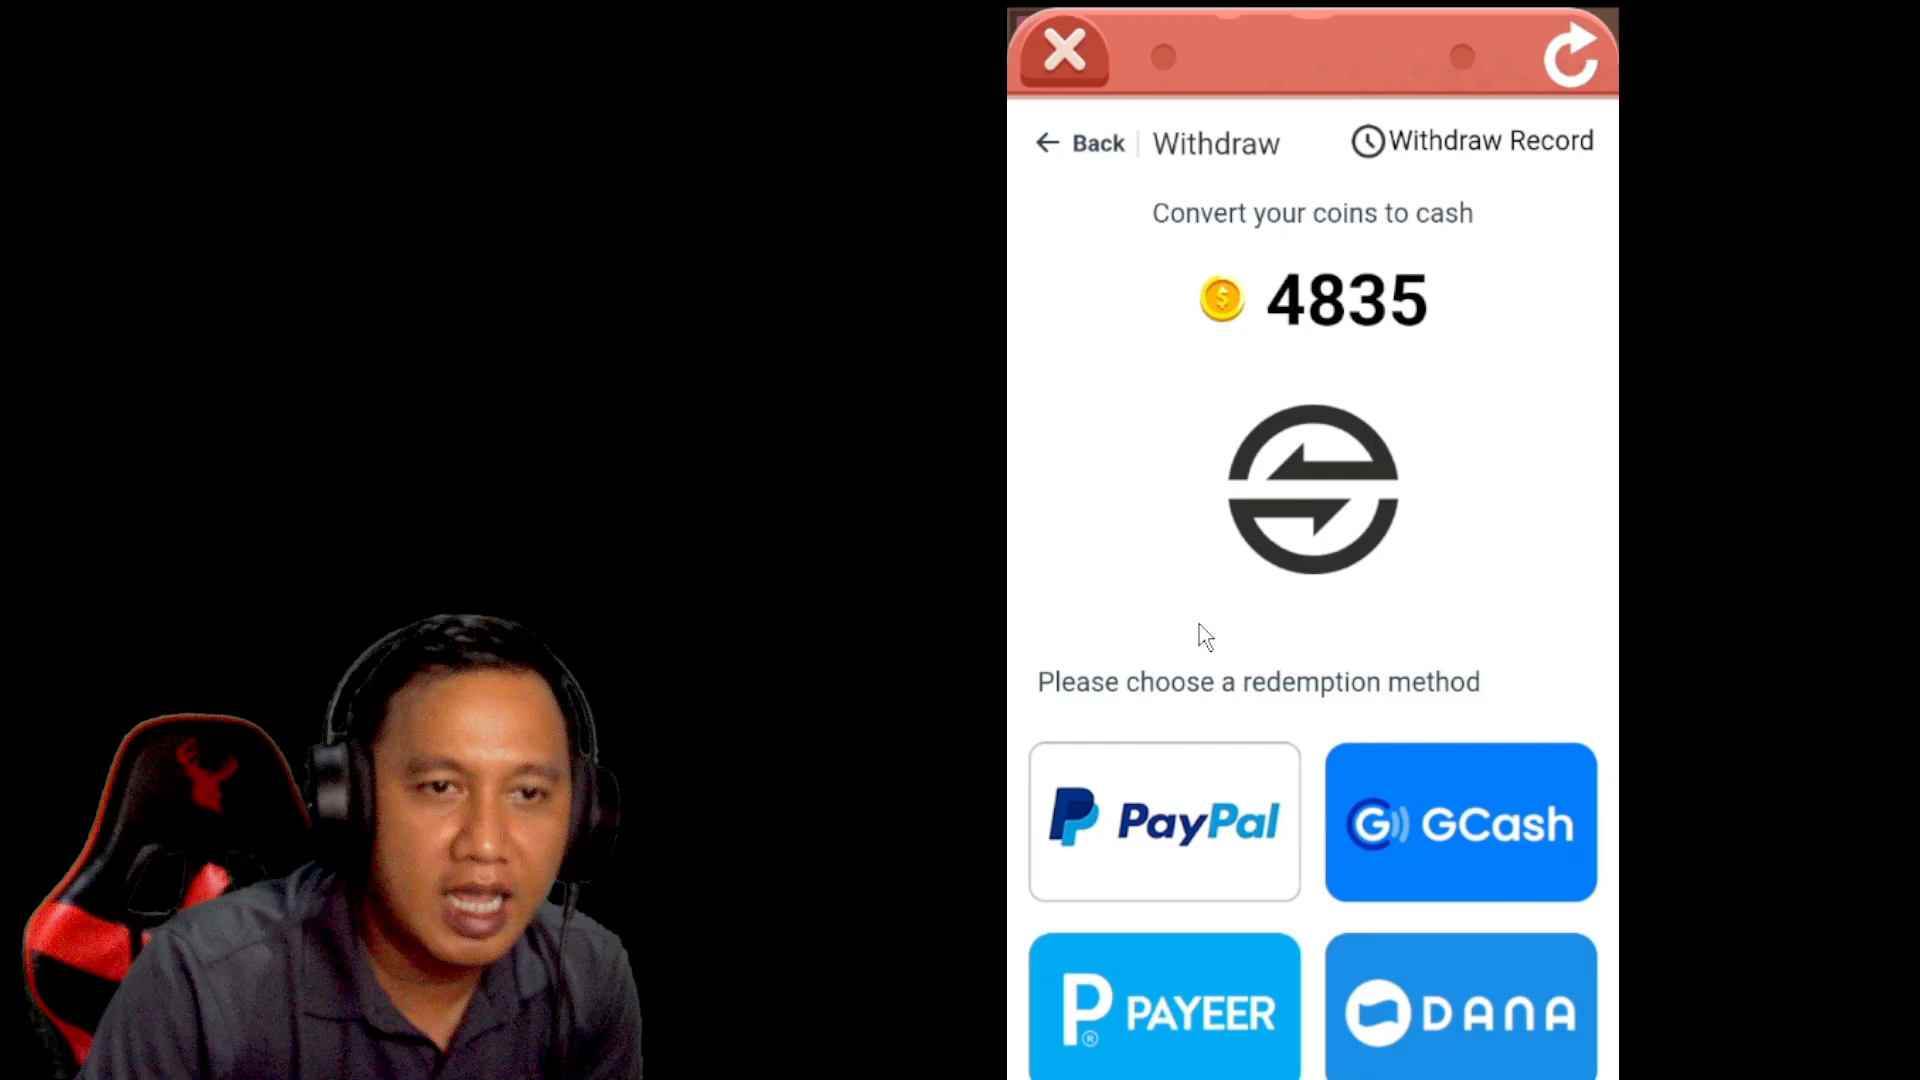 Back | Withdraw Withdraw Record
Convert your coins to cash
4835
Please choose a redemption method
PayPal GCash
PAYEER DANA